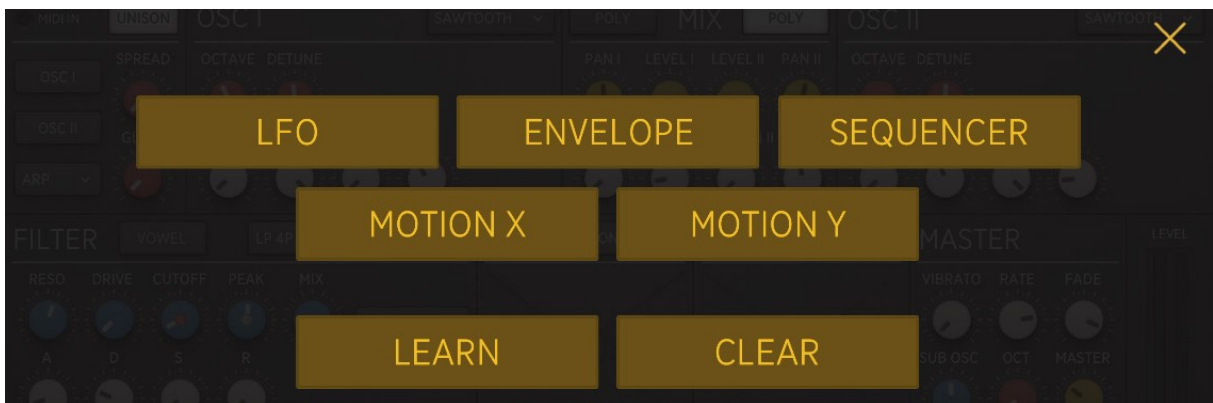 MIDI IN UNISON OSC I SAWTOOTH POLY MIX POLY OSC II SAWTOOTH
SPREAD OCTAVE DETUNE PAN I LEVEL I LEVEL II PAN II OCTAVE DETUNE
OSC I
LFO ENVELOPE SEQUENCER
OSC II
ARP
MOTION X MOTION Y
FILTER VOWEL LP 4P MASTER LEVEL
RESO DRIVE CUTOFF PEAK MIX VIBRATO RATE FADE
LEARN CLEAR
A D S R SUB OSC OCT MASTER